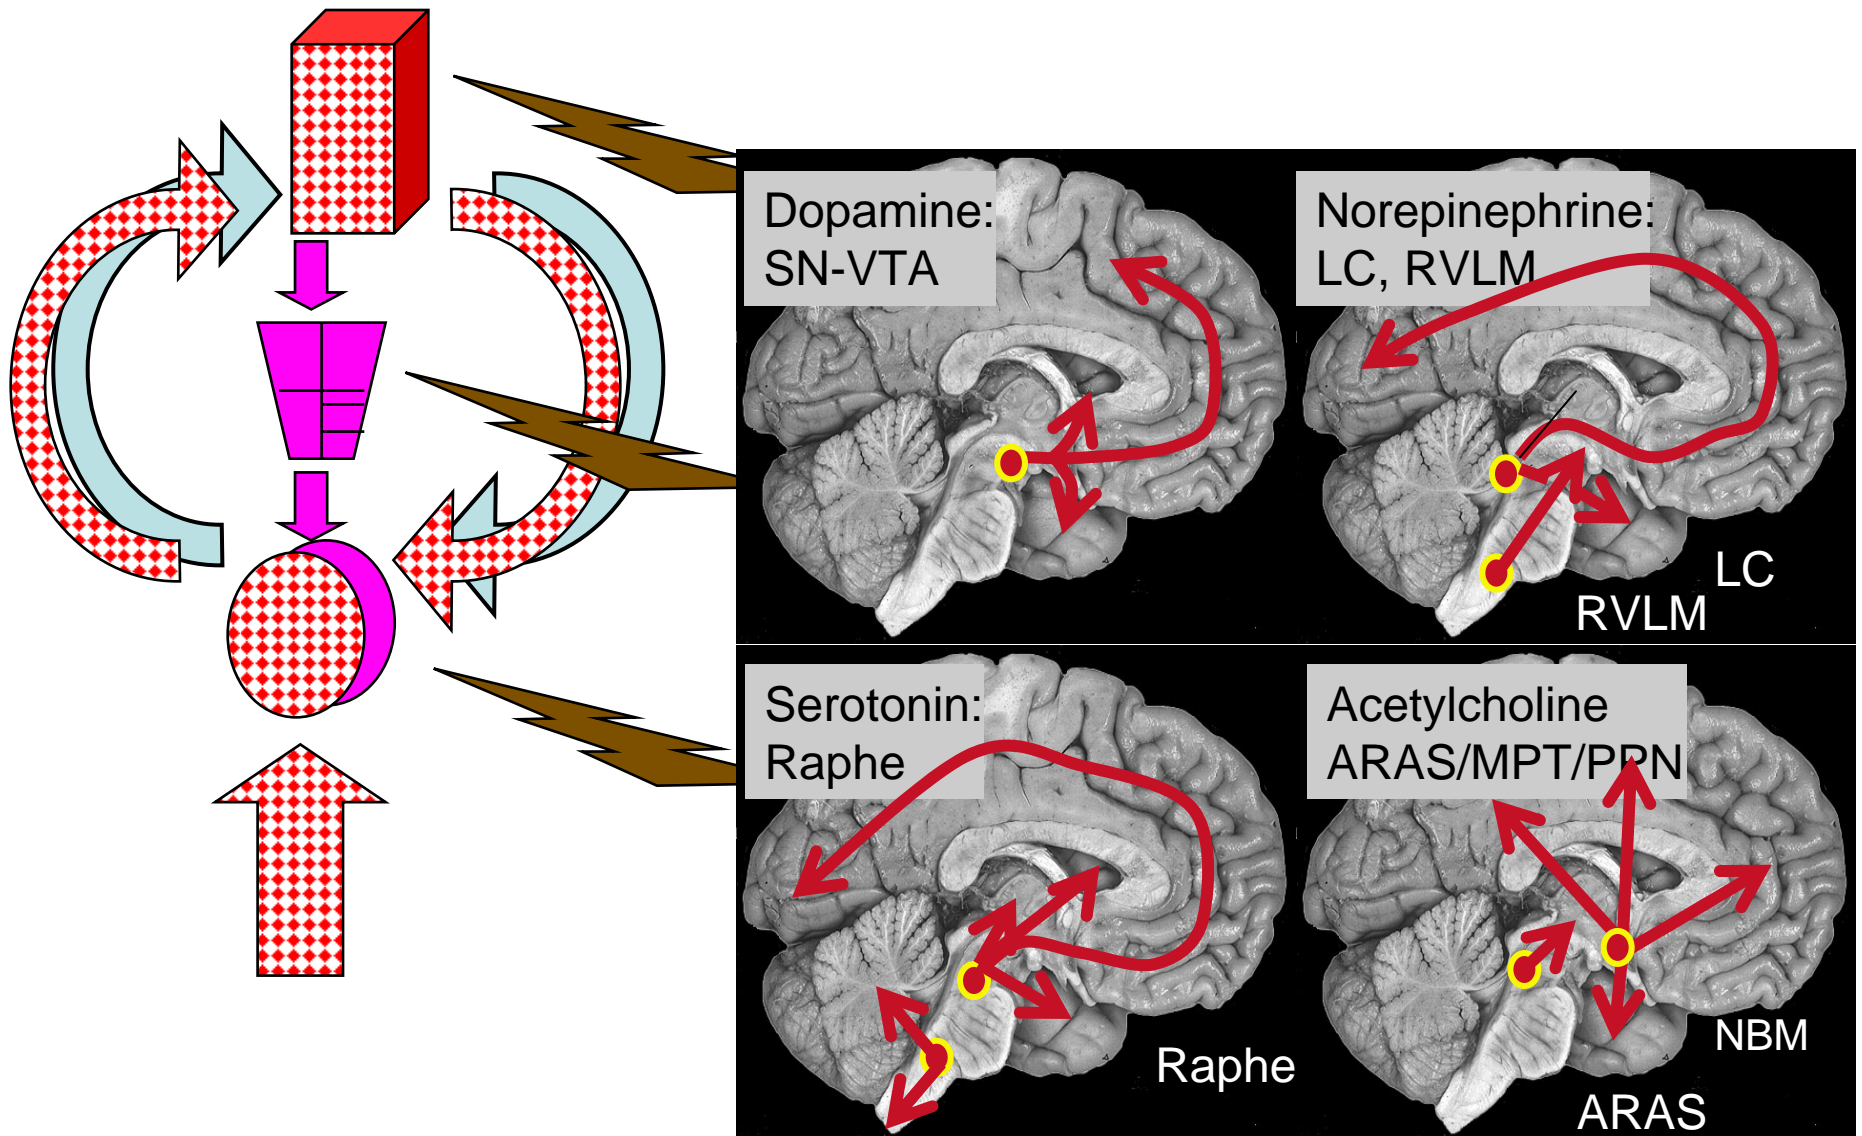 Dopamine:
SN-VTA
Norepinephrine:
LC, RVLM
LC
RVLM
Serotonin:
Raphe
Raphe
Acetylcholine
ARAS/MPT/PPN
NBM
ARAS